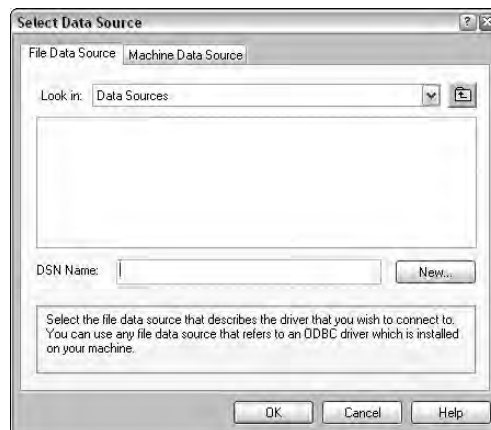 Select Data Source
File Data Source
Machine Data Source
Look in:
Data Sources
DSN Name:
New...
Select the file data source that describes the driver that you wish to connect to.
You can use any file data source that refers to an ODBC driver which is installed
on your machine.
OK
Cancel
Help